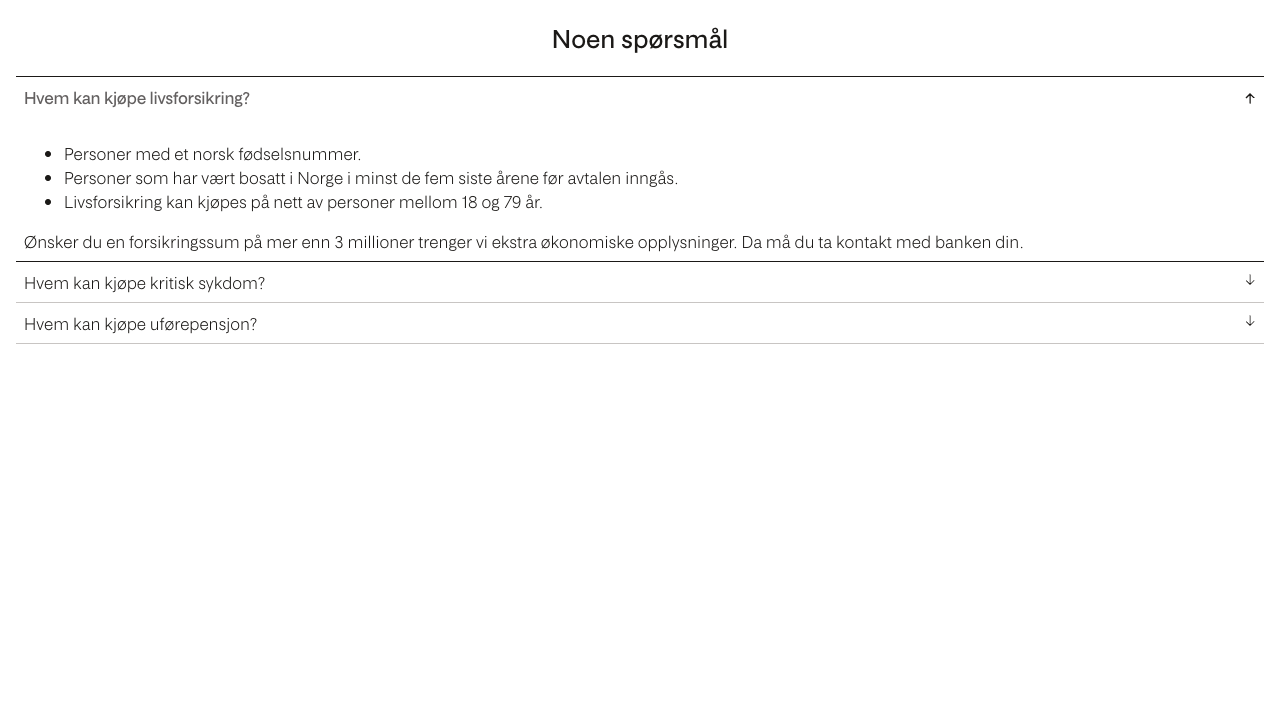 Noen spørsmål
Hvem kan kjøpe livsforsikring?
Personer med et norsk fødselsnummer.
Personer som har vært bosatt i Norge i minst de fem siste årene før avtalen inngås.
Livsforsikring kan kjøpes på nett av personer mellom 18 og 79 år.
Ønsker du en forsikringssum på mer enn 3 millioner trenger vi ekstra økonomiske opplysninger. Da må du ta kontakt med banken din.
Hvem kan kjøpe kritisk sykdom?
Hvem kan kjøpe uførepensjon?